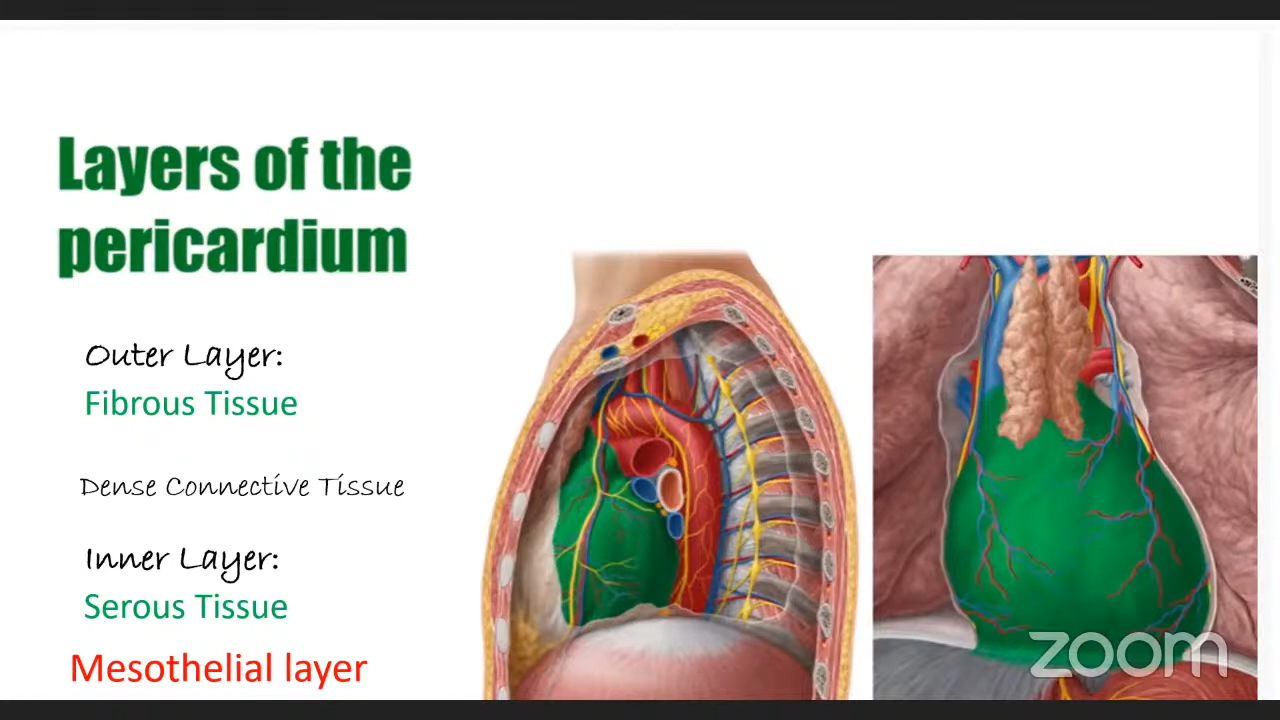 Layers of the
pericardium
Outer Layer:
Fibrous Tissue
Dense Connective Tissue
Inner Layer:
Serous Tissue
Mesothelial layer
zoom